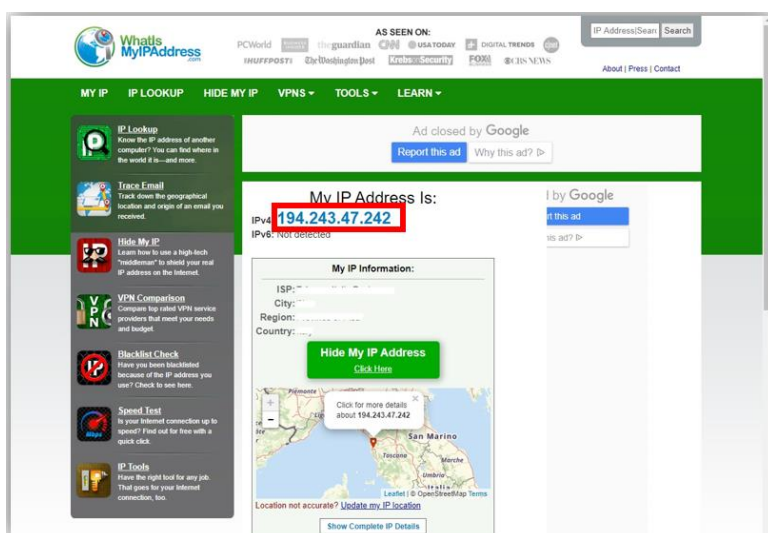 WhatIs
MyIPAddress
.com
AS SEEN ON:
PCWorld
theguardian
CNN
USA TODAY
DIGITAL TRENDS
HUFFPOST
The Washington Post
Krebs on Security
FOX
CBS NEWS
IP Address|Searc
Search
About | Press | Contact
MY IP
IP LOOKUP
HIDE MY IP
VPNS
TOOLS
LEARN
IP Lookup
Know the IP address of another
computer? You can find where in
the world it is—and more.
Trace Email
Track down the geographical
location and origin of an email you
received.
Hide My IP
Learn how to use a high-tech
"middleman" to shield your real
IP address on the Internet.
VPN
VPN Comparison
Compare top rated VPN service
providers that meet your needs
and budget.
IP
Blacklist Check
Have you been blacklisted
because of the IP address you
use? Check to see here.
Mbps
Speed Test
Is your Internet connection up to
speed? Find out for free with a
quick click.
IP
IP Tools
Have the right tool for any job.
That goes for your Internet
connection, too.
Ad closed by Google
Report this ad
Why this ad?
My IP Address Is:
IPv4
194.243.47.242
IPv6: Not detected
l by Google
rt this ad
his ad?
My IP Information:
ISP:
City:
Region:
Country:
Hide My IP Address
Click Here
+
−
Click for more details
about 194.243.47.242
×
Piemonte
San Marino
Toscana
Marche
Umbria
Italia
Leaflet | © OpenStreetMap Terms
Location not accurate? Update my IP location
Show Complete IP Details